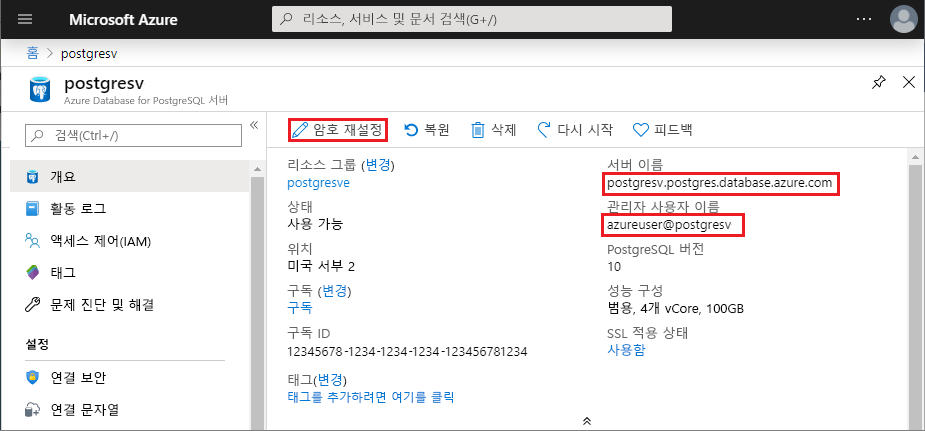 Microsoft Azure
리소스, 서비스 및 문서 검색(G+/)
홈 > postgresv
postgresv
Azure Database for PostgreSQL 서버
검색(Ctrl+/)
개요
활동 로그
액세스 제어(IAM)
태그
문제 진단 및 해결
설정
연결 보안
연결 문자열
암호 재설정 복원 삭제 다시 시작 피드백
리소스 그룹 (변경)
postgresve
상태
사용 가능
위치
미국 서부 2
구독 (변경)
구독
구독 ID
12345678-1234-1234-1234-123456781234
태그(변경)
태그를 추가하려면 여기를 클릭
서버 이름
postgresv.postgres.database.azure.com
관리자 사용자 이름
azureuser@postgresv
PostgreSQL 버전
10
성능 구성
범용, 4개 vCore, 100GB
SSL 적용 상태
사용함